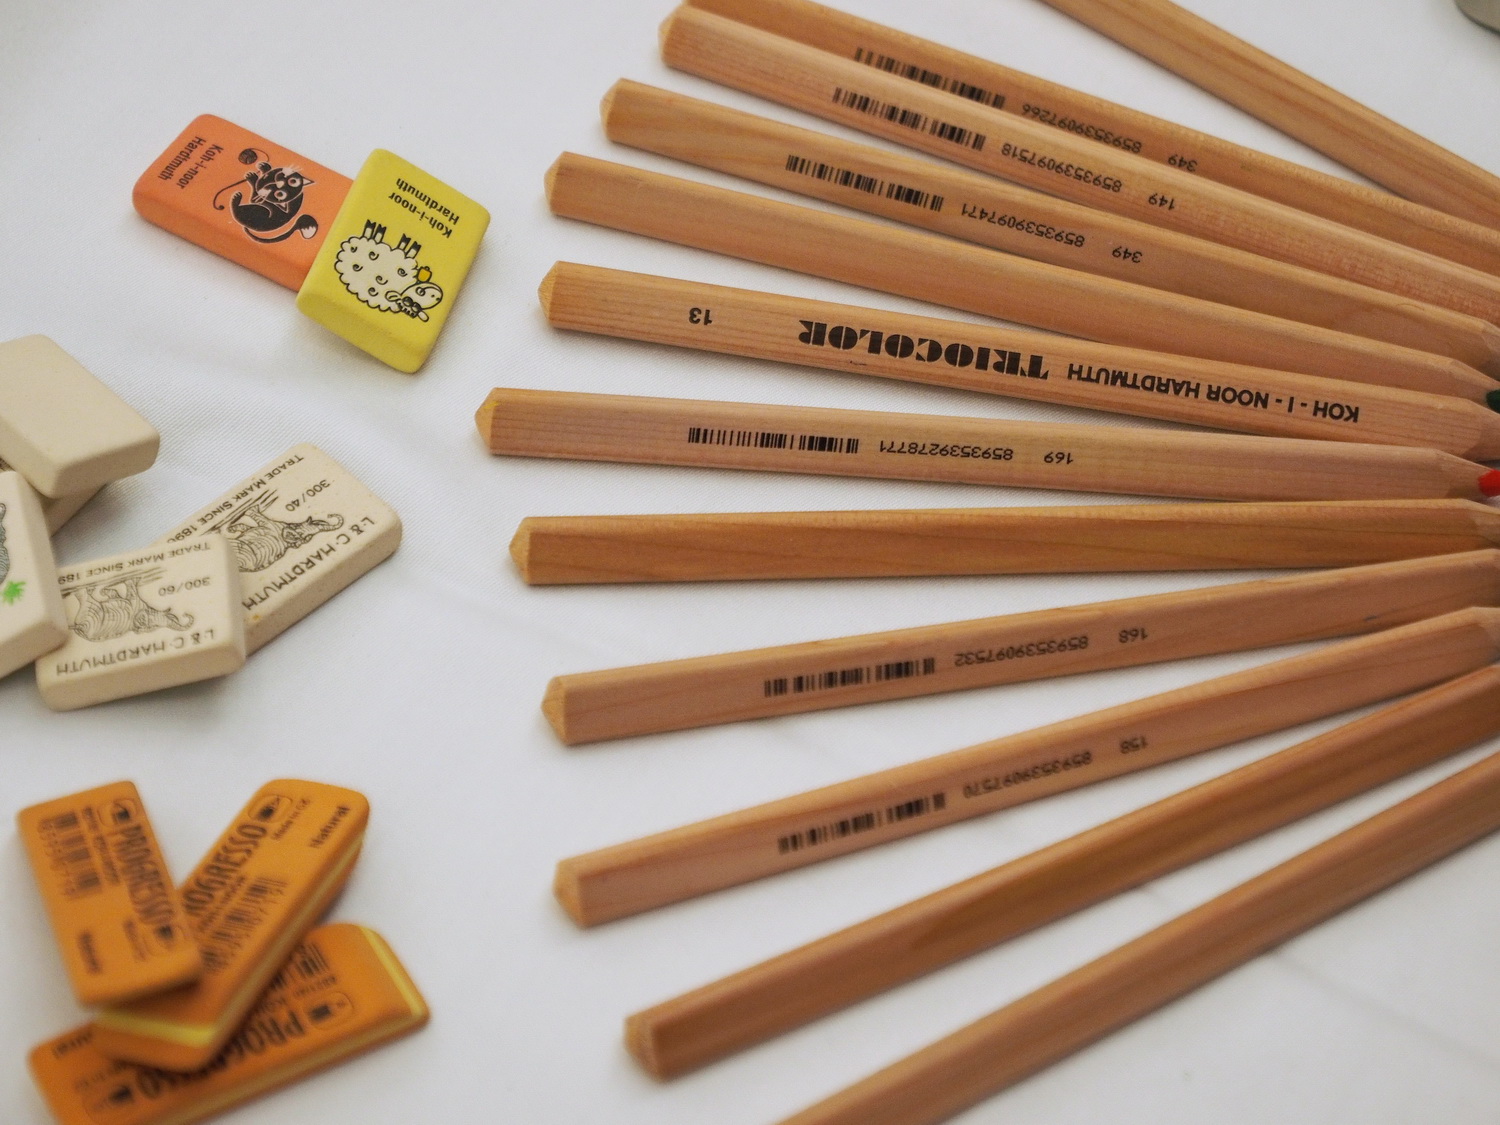 Koh-i-noor
Hardtmuth
Koh-i-noor
Hardtmuth
8593539097266 349
8593539097518 149
8593539097471 349
KOH-I-NOOR HARDTMUTH TRIOCOLOR 13
169 8593539278771
168 8593539097532
158 8593539097570
L. & C. HARDTMUTH
300/40
TRADE MARK SINCE 1896
L. & C. HARDTMUTH
300/60
TRADE MARK SINCE 189
PROGRESSO
PROGRESSO
Natural
PROGRESSO